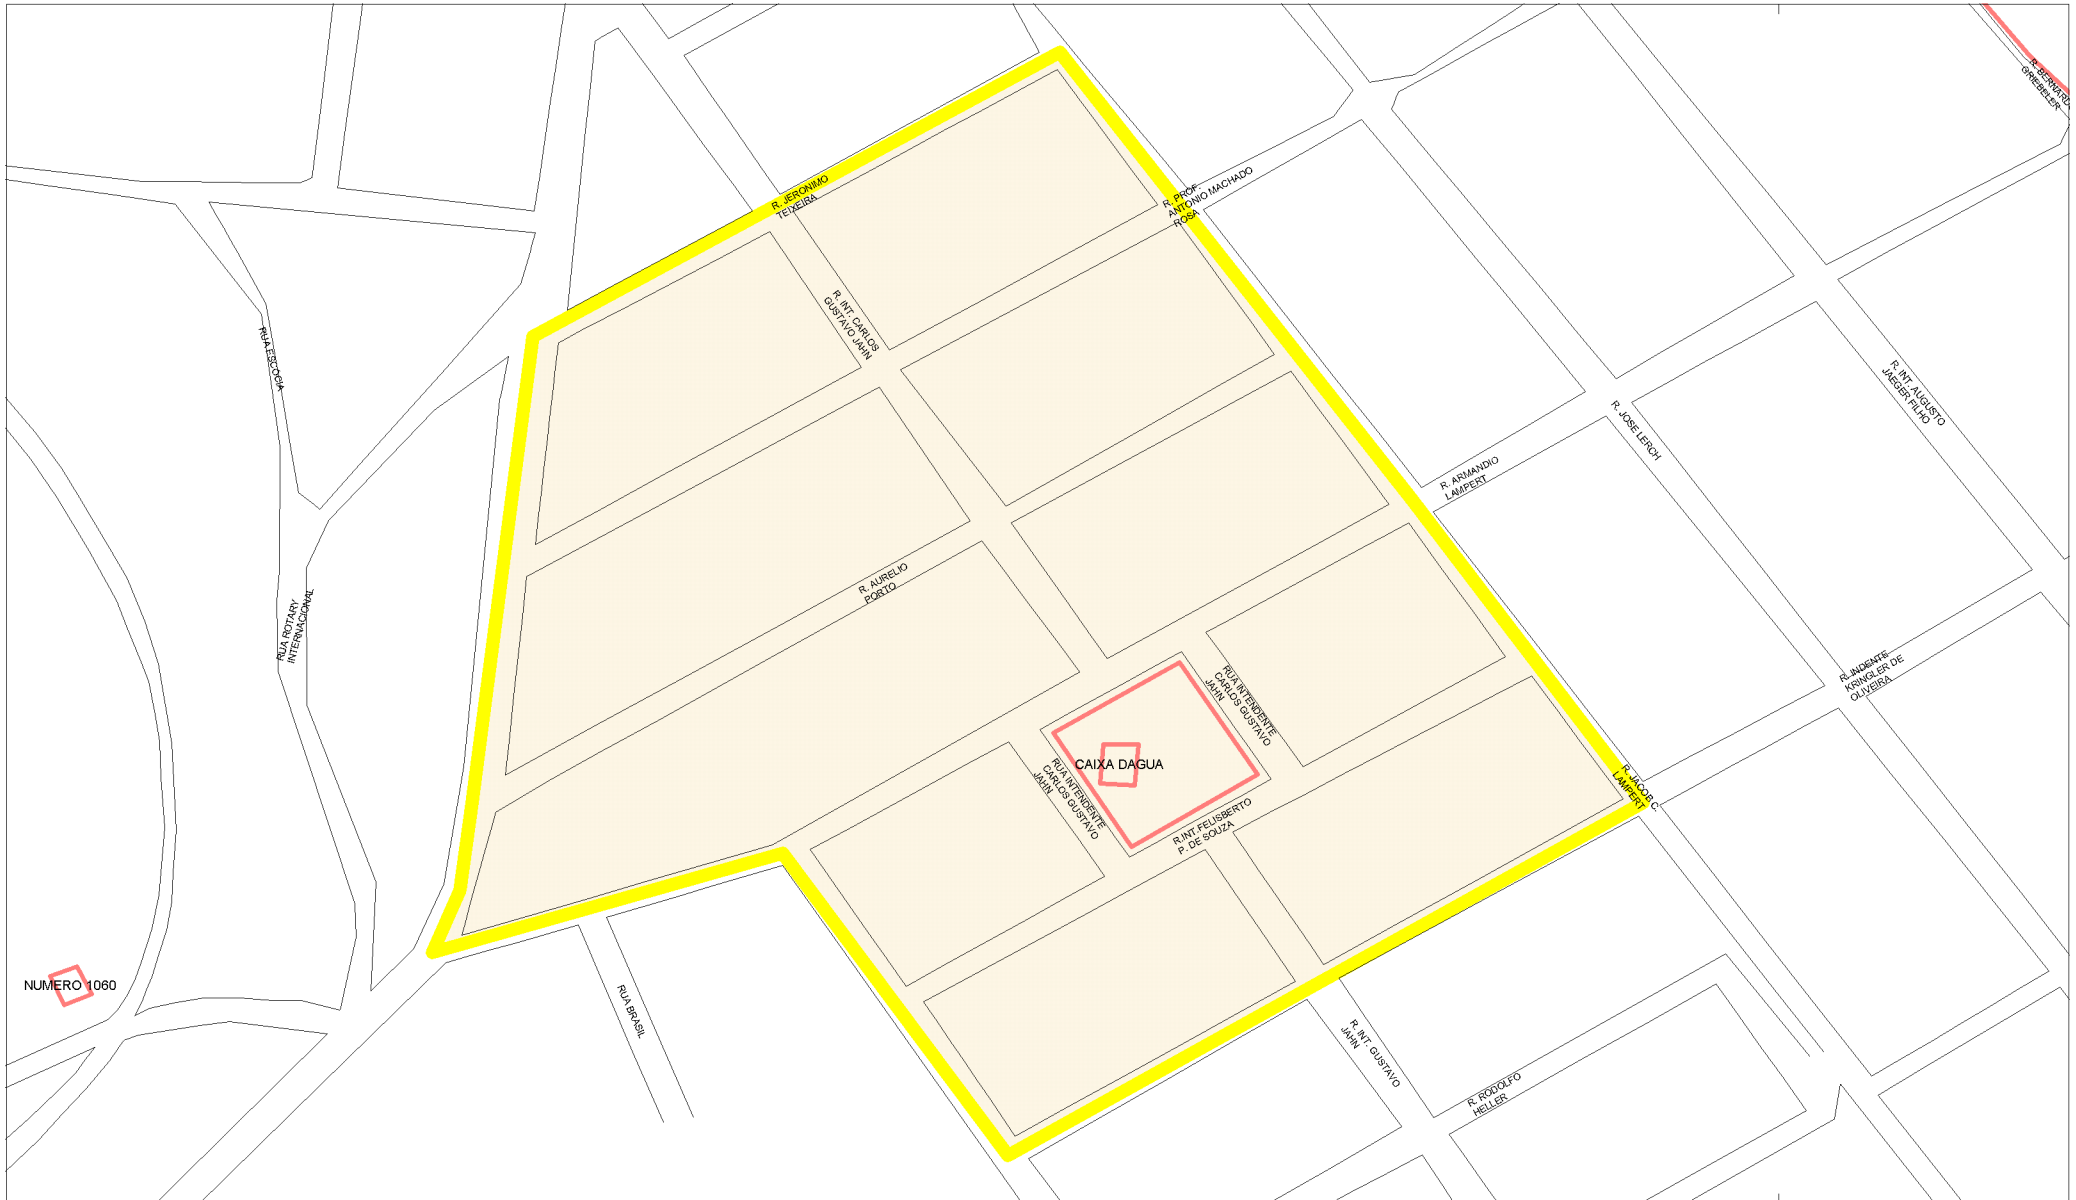 R. BERNARD
GRIEBELER
R. JERONIMO
TEIXEIRA
R. PROF.
ANTONIO MACHADO
ROSA
R. INT. CARLOS
GUSTAVO JAHN
RUA ESCOCIA
R. INT. AUGUSTO
JAEGER FILHO
R. JOSE LERCH
R. ARMANDIO
LAMPERT
R. AURELIO
PORTO
RUA ROTARY
INTERNACIONAL
RUA INTENDENTE
CARLOS GUSTAVO
JAHN
R. INDENTE
KRINGLER DE
OLIVEIRA
CAIXA DAGUA
RUA INTENDENTE
CARLOS GUSTAVO
JAHN
R. JACOB C.
LAMPERT
R.INT.FELISBERTO
P. DE SOUZA
NUMERO 1060
RUA BRASIL
R. INT. GUSTAVO
JAHN
R. RODOLFO
HELLER